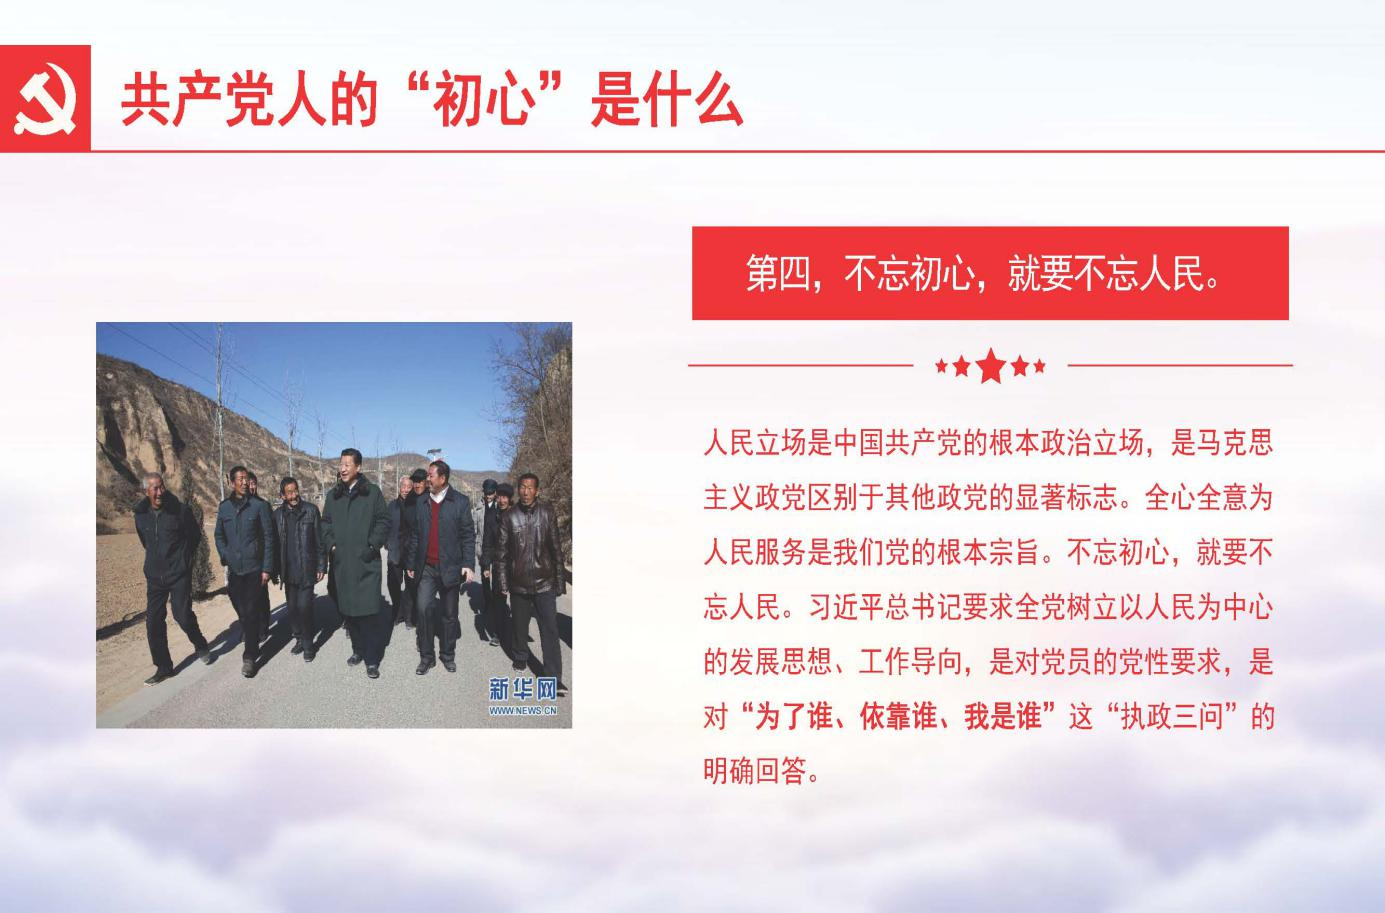 共产党人的“初心”是什么
第四，不忘初心，就要不忘人民。
人民立场是中国共产党的根本政治立场，是马克思
主义政党区别于其他政党的显著标志。全心全意为
人民服务是我们党的根本宗旨。不忘初心，就要不
忘人民。习近平总书记要求全党树立以人民为中心
的发展思想、工作导向，是对党员的党性要求，是
对“为了谁、依靠谁、我是谁”这“执政三问”的
明确回答。
新华网
WWW.NEWS.CN